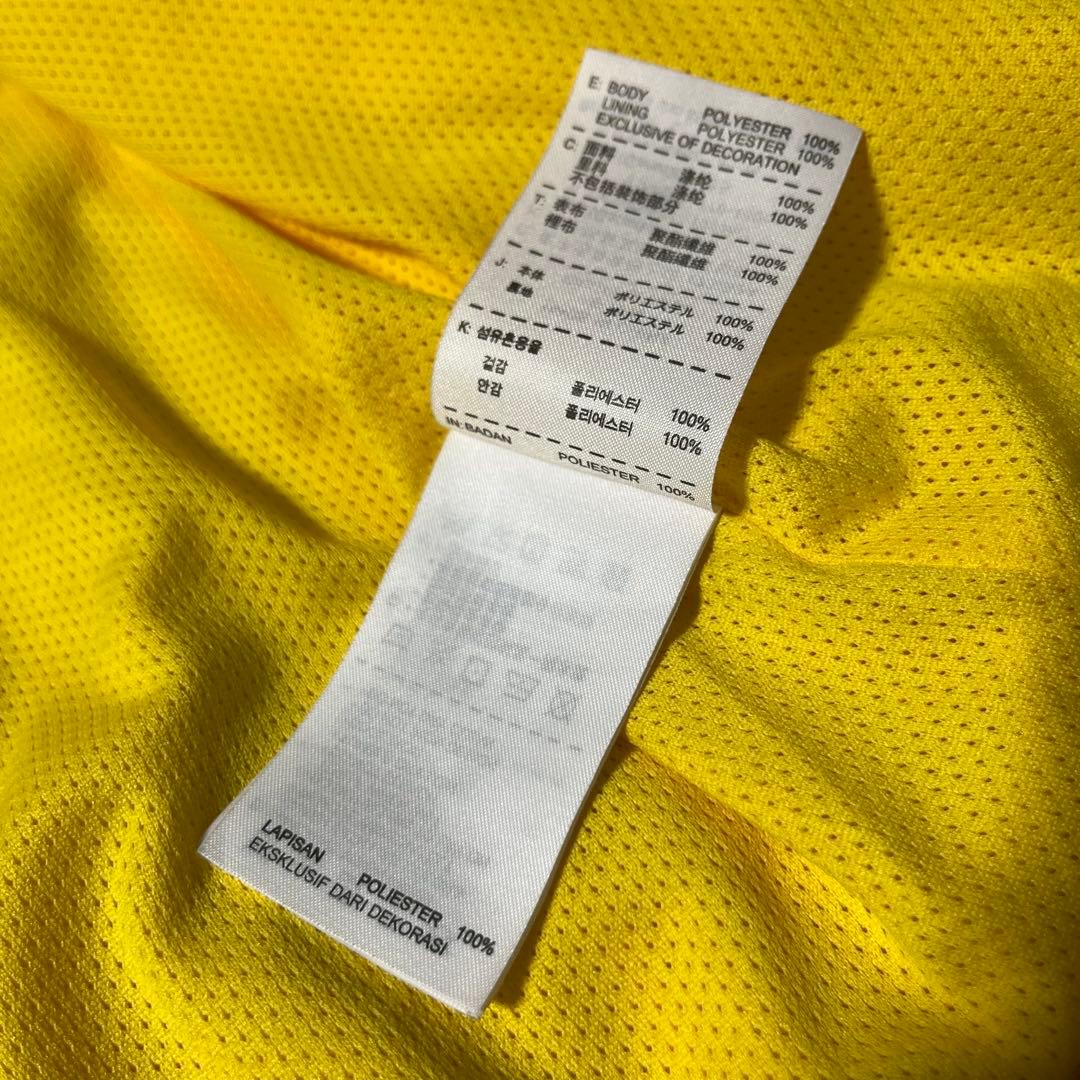 E: BODY POLYESTER 100%
LINING POLYESTER 100%
EXCLUSIVE OF DECORATION
C: 面料 涤纶 100%
里料 涤纶 100%
不包括装饰部分
T: 表布 聚酯纖維 100%
裡布 聚酯纖維 100%
J: 本体 ポリエステル 100%
裏地 ポリエステル 100%
K: 섬유혼용율
겉감 폴리에스터 100%
안감 폴리에스터 100%
IN: BADAN POLIESTER 100%
LAPISAN POLIESTER 100%
EKSKLUSIF DARI DEKORASI